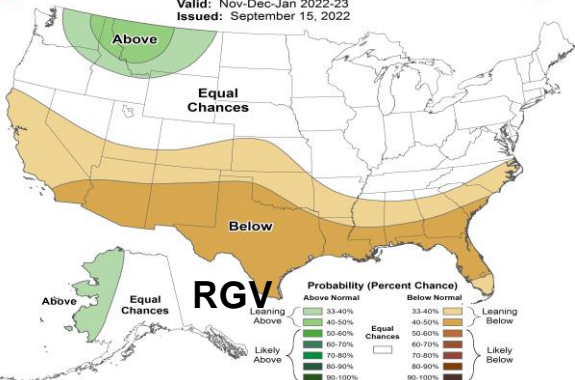 Valid: Nov-Dec-Jan 2022-23
Issued: September 15, 2022
Above
Equal
Chances
Below
Above
Equal
Chances
RGV
Probability (Percent Chance)
Above Normal
Below Normal
Leaning
Above
33-40%
40-50%
50-60%
60-70%
70-80%
80-90%
90-100%
Likely
Above
Equal
Chances
33-40%
40-50%
50-60%
60-70%
70-80%
80-90%
90-100%
Leaning
Below
Likely
Below